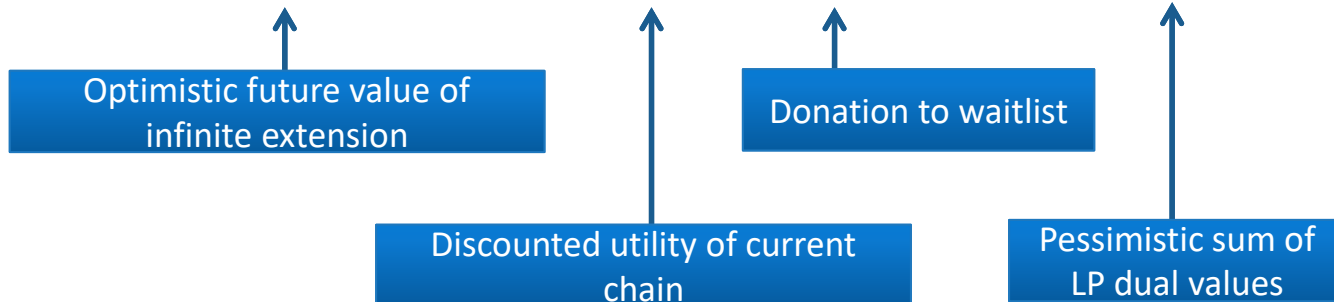 Optimistic future value of
infinite extension
Donation to waitlist
Discounted utility of current
chain
Pessimistic sum of
LP dual values